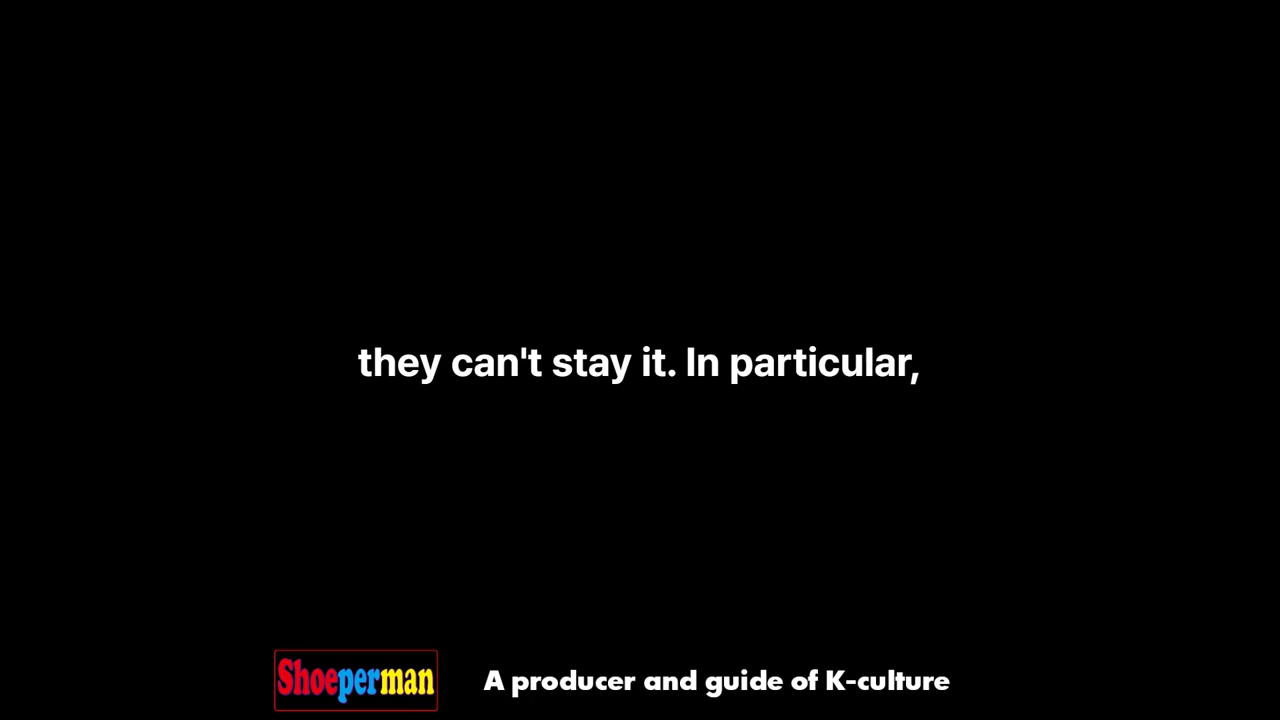 they can't stay it. In particular,
Shoeperman
A producer and guide of K-culture